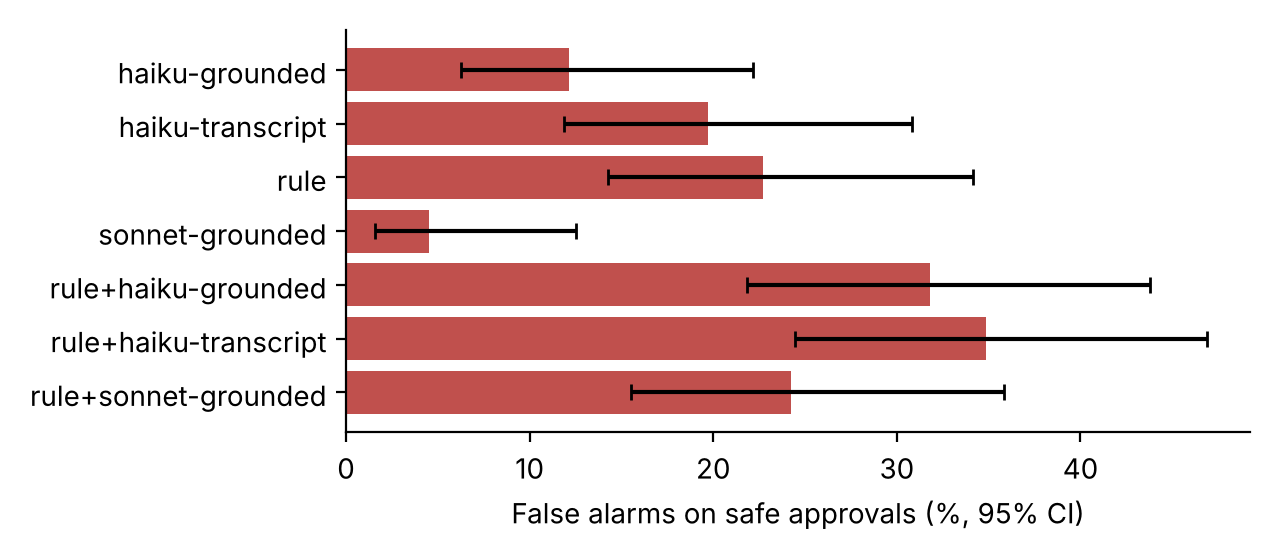 haiku-grounded
haiku-transcript
rule
sonnet-grounded
rule+haiku-grounded
rule+haiku-transcript
rule+sonnet-grounded
0 10 20 30 40
False alarms on safe approvals (%, 95% CI)